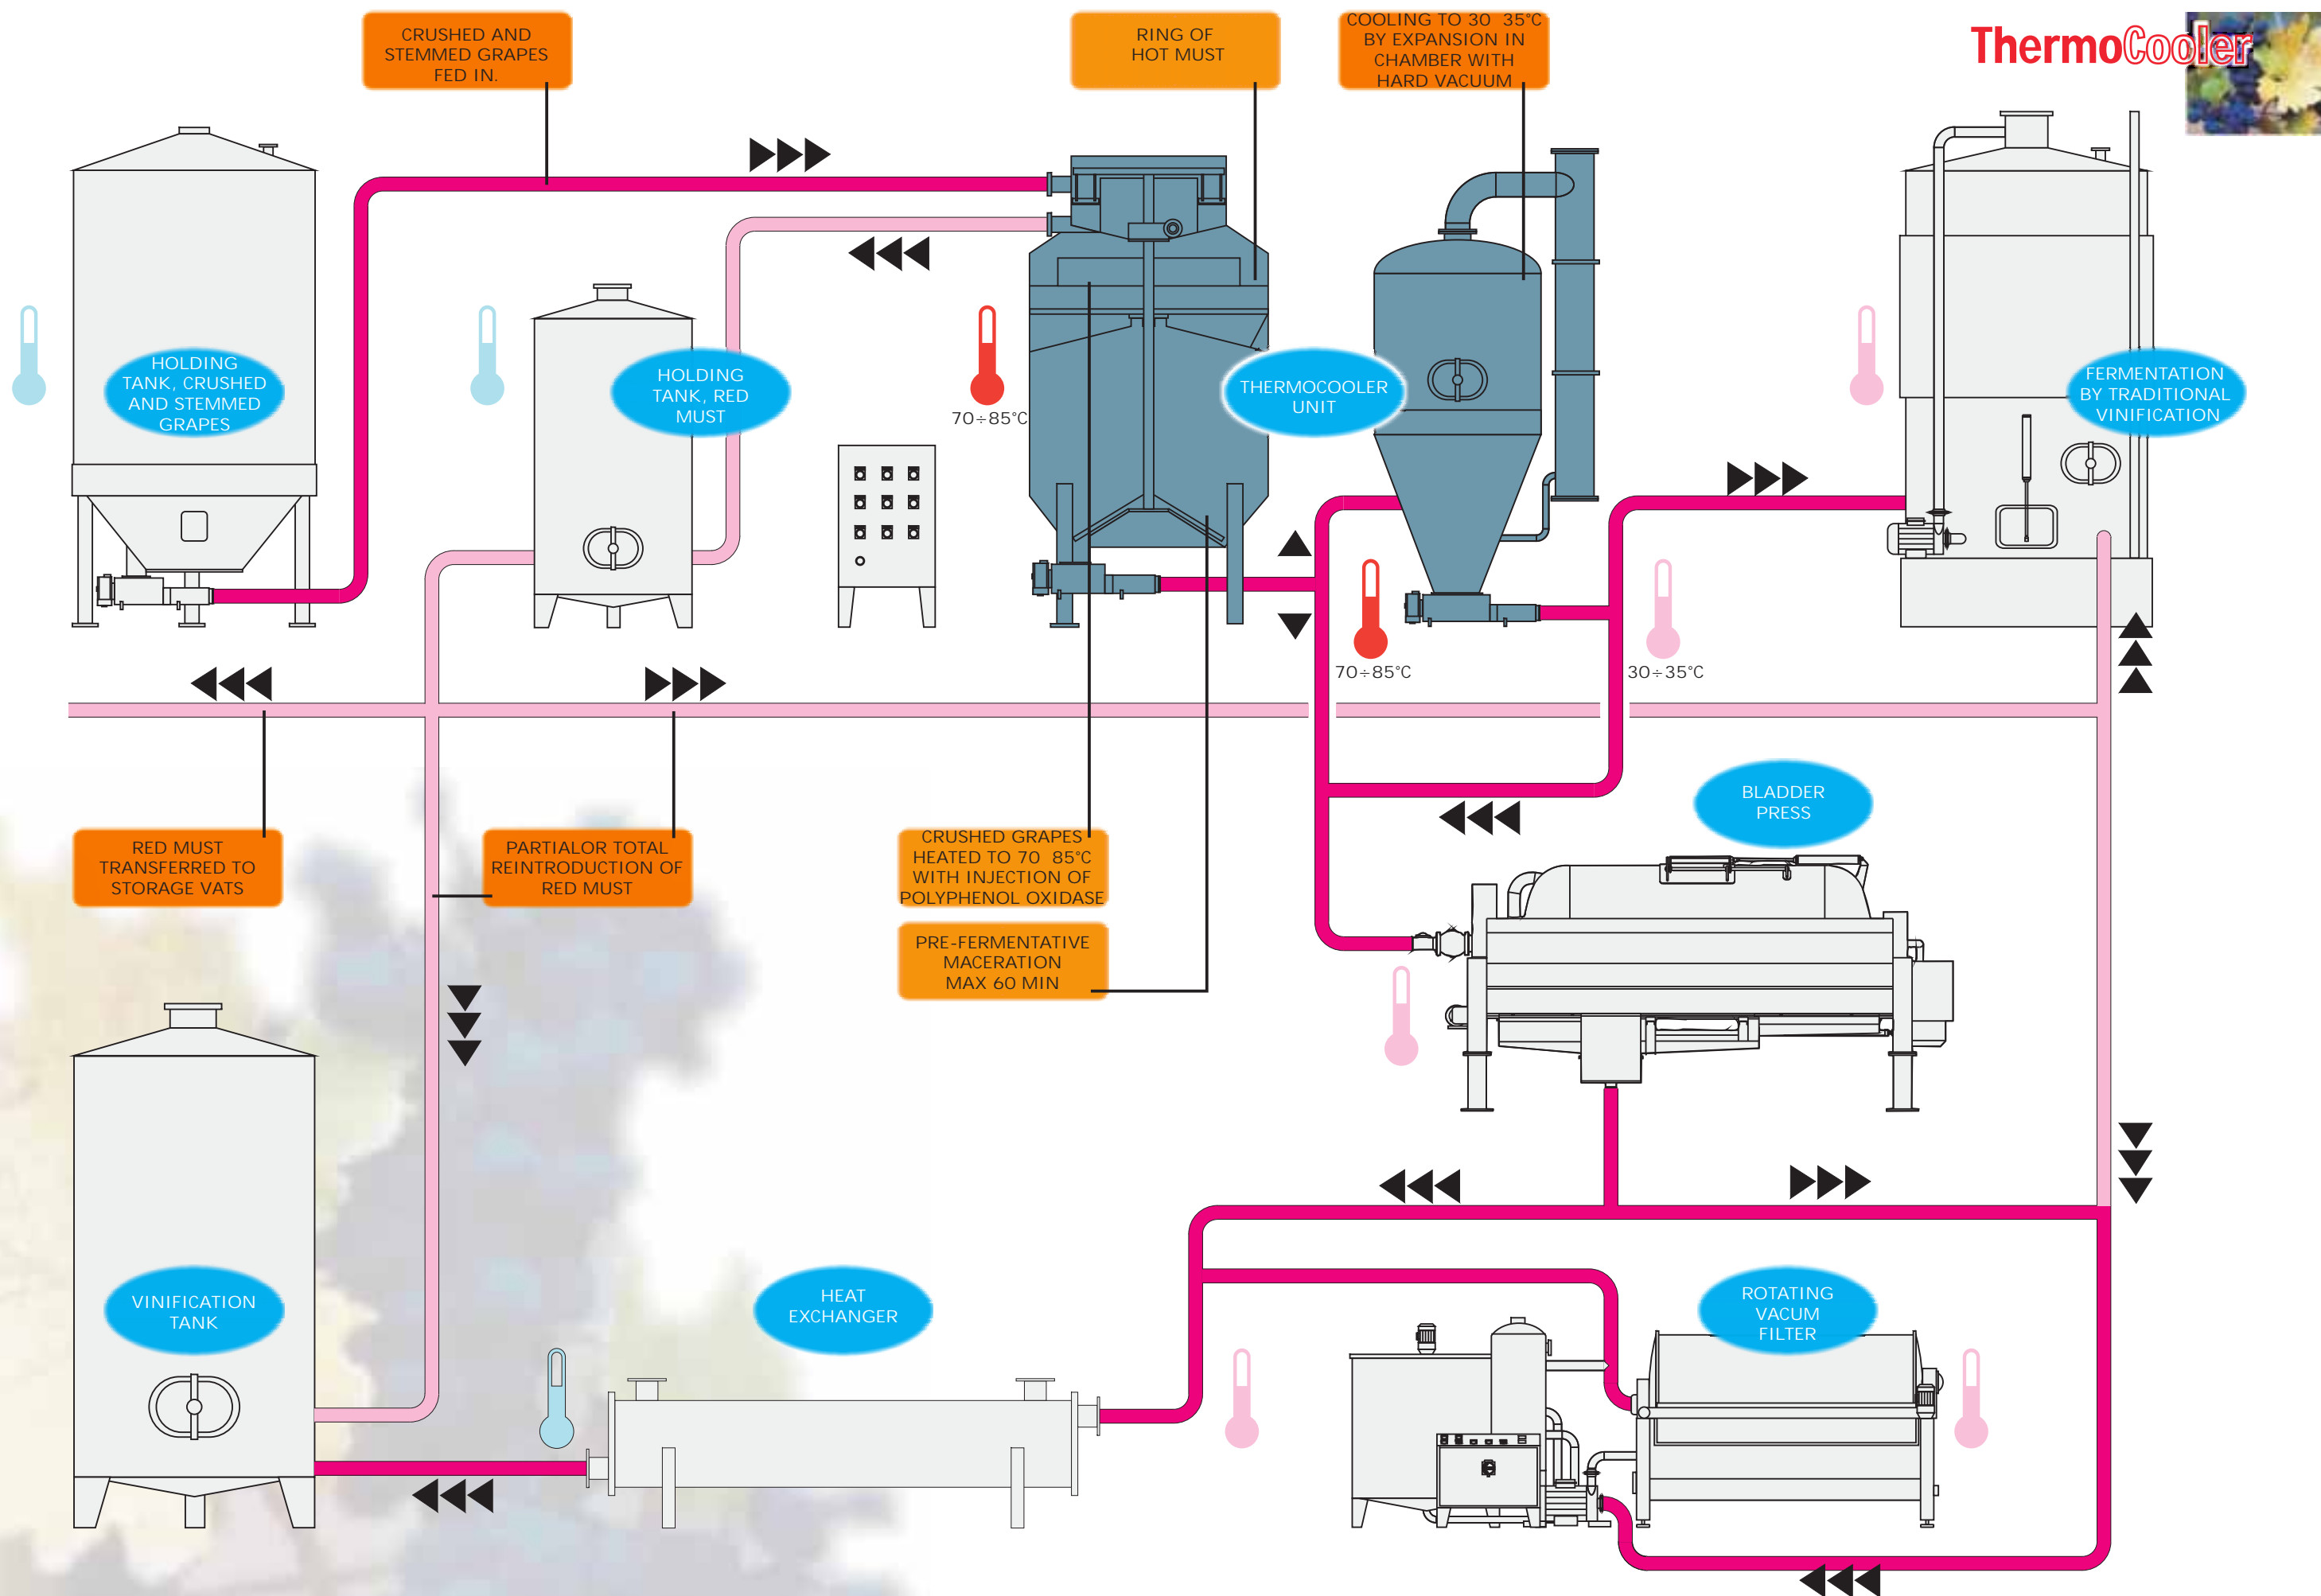 CRUSHED AND
STEMMED GRAPES
FED IN.
RING OF
HOT MUST
COOLING TO 30 35°C
BY EXPANSION IN
CHAMBER WITH
HARD VACUUM
ThermoCooler
HOLDING
TANK, CRUSHED
AND STEMMED
GRAPES
HOLDING
TANK, RED
MUST
70÷85°C
THERMOCOOLER
UNIT
FERMENTATION
BY TRADITIONAL
VINIFICATION
70÷85°C
30÷35°C
RED MUST
TRANSFERRED TO
STORAGE VATS
PARTIALOR TOTAL
REINTRODUCTION OF
RED MUST
CRUSHED GRAPES
HEATED TO 70 85°C
WITH INJECTION OF
POLYPHENOL OXIDASE
PRE-FERMENTATIVE
MACERATION
MAX 60 MIN
BLADDER
PRESS
VINIFICATION
TANK
HEAT
EXCHANGER
ROTATING
VACUM
FILTER